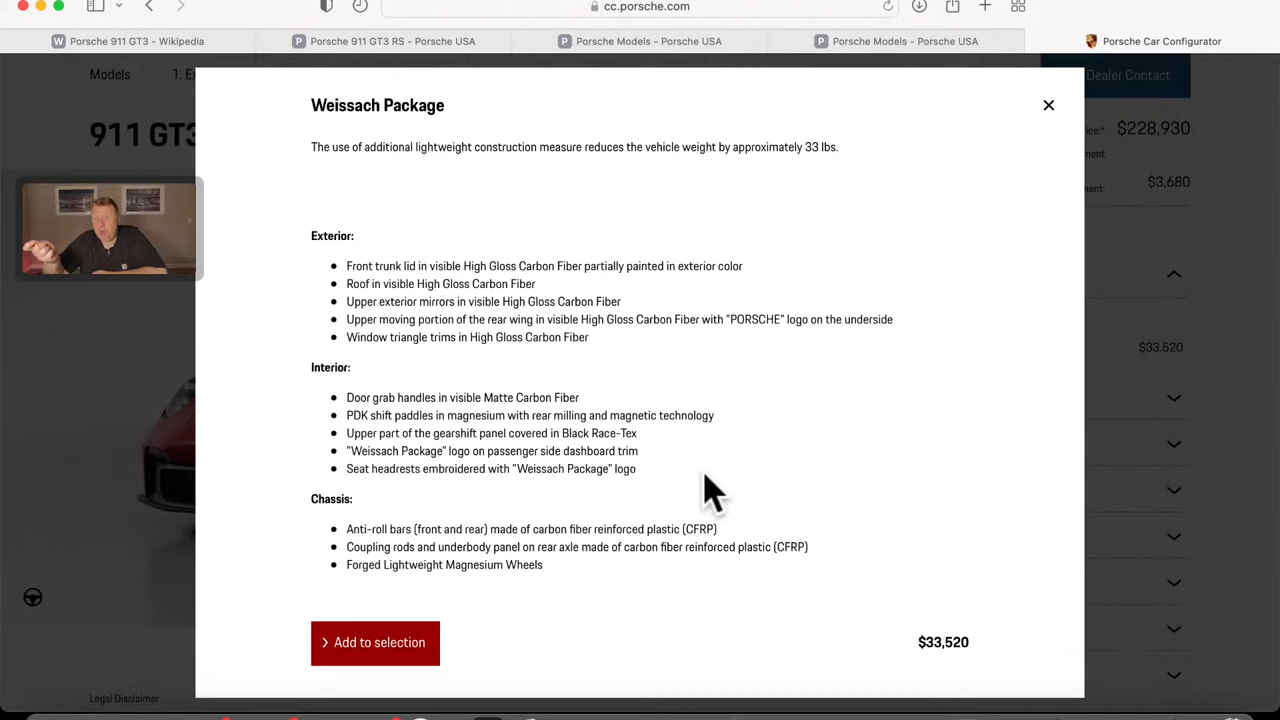 cc.porsche.com
W Porsche 911 GT3 - Wikipedia
P Porsche 911 GT3 RS - Porsche USA
P Porsche Models - Porsche USA
P Porsche Models - Porsche USA
Porsche Car Configurator
Models
1. Ex
Dealer Contact
911 GT3
$228,930
$3,680
$33,520
Weissach Package
The use of additional lightweight construction measure reduces the vehicle weight by approximately 33 lbs.
Exterior:
Front trunk lid in visible High Gloss Carbon Fiber partially painted in exterior color
Roof in visible High Gloss Carbon Fiber
Upper exterior mirrors in visible High Gloss Carbon Fiber
Upper moving portion of the rear wing in visible High Gloss Carbon Fiber with "PORSCHE" logo on the underside
Window triangle trims in High Gloss Carbon Fiber
Interior:
Door grab handles in visible Matte Carbon Fiber
PDK shift paddles in magnesium with rear milling and magnetic technology
Upper part of the gearshift panel covered in Black Race-Tex
"Weissach Package" logo on passenger side dashboard trim
Seat headrests embroidered with "Weissach Package" logo
Chassis:
Anti-roll bars (front and rear) made of carbon fiber reinforced plastic (CFRP)
Coupling rods and underbody panel on rear axle made of carbon fiber reinforced plastic (CFRP)
Forged Lightweight Magnesium Wheels
Add to selection
$33,520
Legal Disclaimer